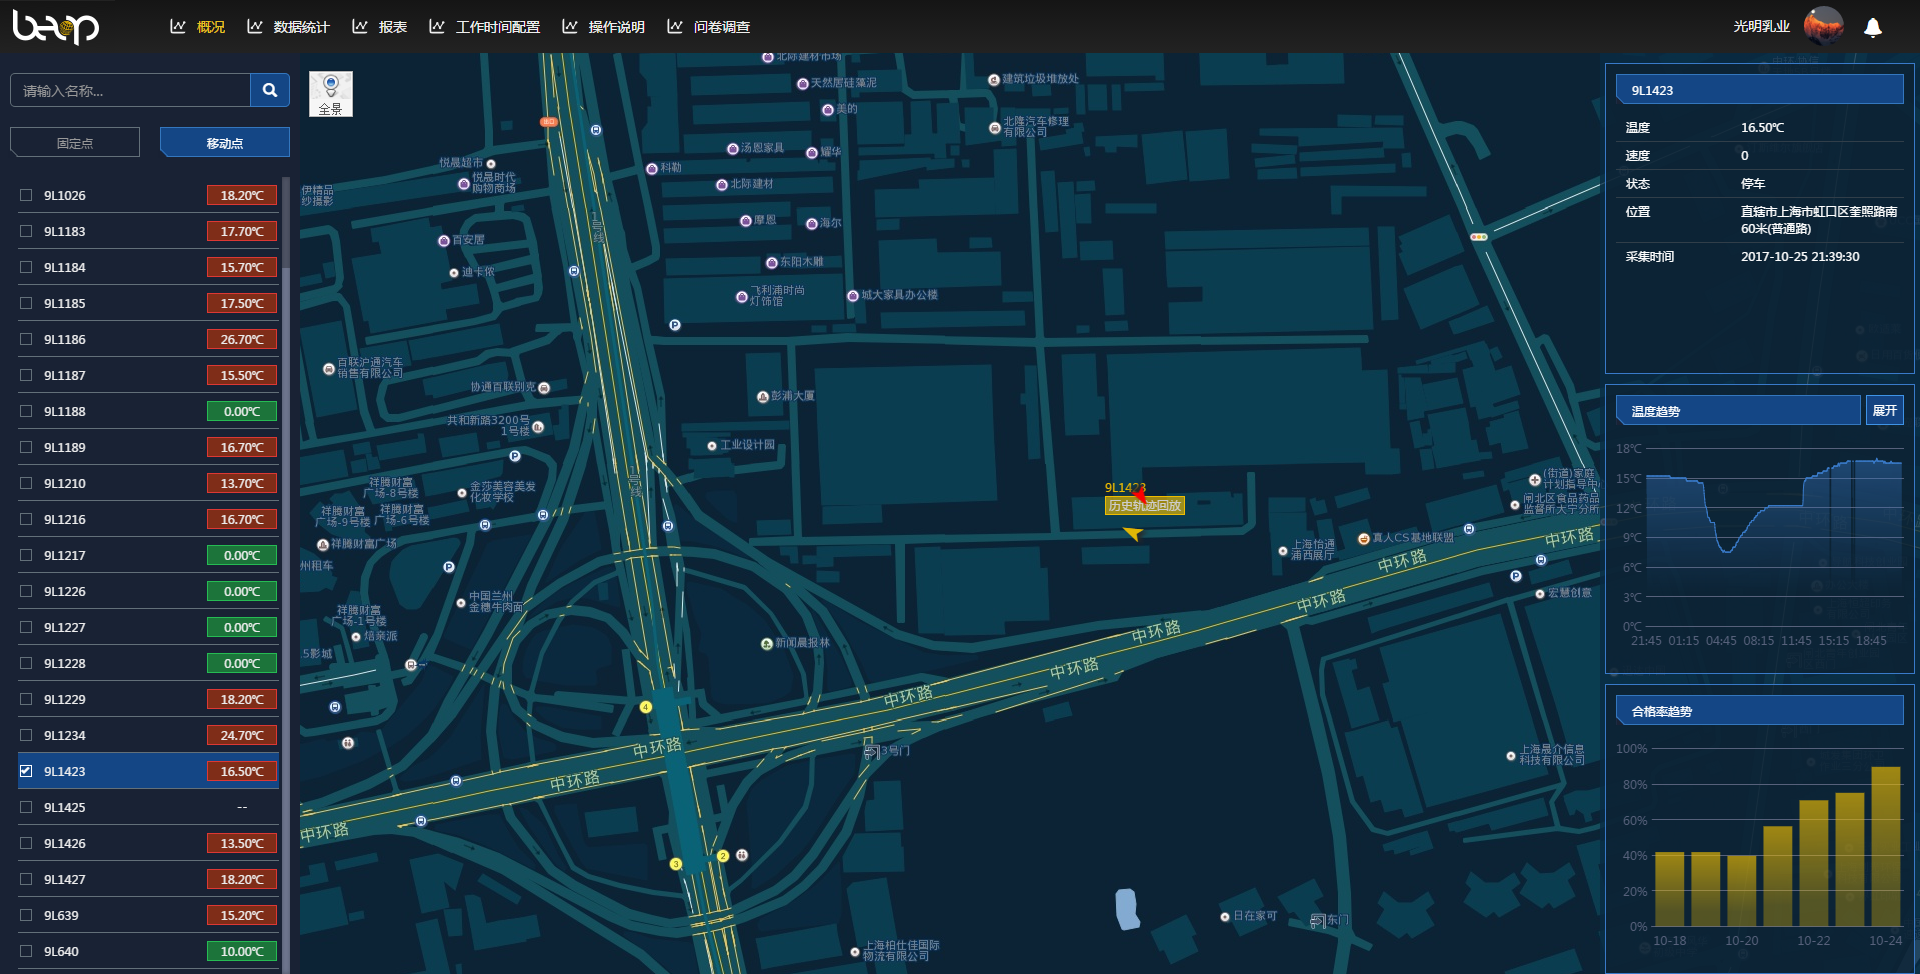 beop
概况
数据统计
报表
工作时间配置
操作说明
问卷调查
光明乳业
请输入名称...
固定点
移动点
9L1026 18.20℃
9L1183 17.70℃
9L1184 15.70℃
9L1185 17.50℃
9L1186 26.70℃
9L1187 15.50℃
9L1188 0.00℃
9L1189 16.70℃
9L1210 13.70℃
9L1216 16.70℃
9L1217 0.00℃
9L1226 0.00℃
9L1227 0.00℃
9L1228 0.00℃
9L1229 18.20℃
9L1234 24.70℃
9L1423 16.50℃
9L1425 --
9L1426 13.50℃
9L1427 18.20℃
9L639 15.20℃
9L640 10.00℃
全景
北际建材市场
天然居硅藻泥
美的
建筑垃圾堆放处
北隆汽车修理
有限公司
汤恩家具
耀华
科勒
北际建材
摩恩
海尔
东阳木雕
飞利浦时尚
灯饰馆
城大家具办公楼
出口
悦晟超市
悦晟时代
购物商场
伊精品
纱摄影
百安居
迪卡侬
1号线
百联沪通汽车
销售有限公司
协通百联别克
共和新路3200号
1号楼
彭浦大厦
工业设计园
1号线
祥腾财富
广场-8号楼
金莎美容美发
化妆学校
祥腾财富
广场-9号楼
祥腾财富
广场-6号楼
祥腾财富广场
州租车
中国兰州
金穗牛肉面
祥腾财富
广场-1号楼
焙亲派
.5影城
9L1423
历史轨迹回放
上海怡通
浦西展厅
真人CS基地联盟
(街道)家庭
计划指导中
闸北区食品药品
监督所大宁分所
宏慧创意
新闻晨报林
中环路
中环路
中环路
中环路
中环路
中环路
中环路
中环路
中环路
3号门
4
3
2
上海晟介信息
科技有限公司
日在家可
东门
上海柏仕佳国际
物流有限公司
9L1423
温度 16.50℃
速度 0
状态 停车
位置 直辖市上海市虹口区奎照路南
60米(普通路)
采集时间 2017-10-25 21:39:30
温度趋势
展开
18℃
15℃
12℃
9℃
6℃
3℃
0℃
21:45 01:15 04:45 08:15 11:45 15:15 18:45
合格率趋势
100%
80%
60%
40%
20%
0%
10-18 10-20 10-22 10-24